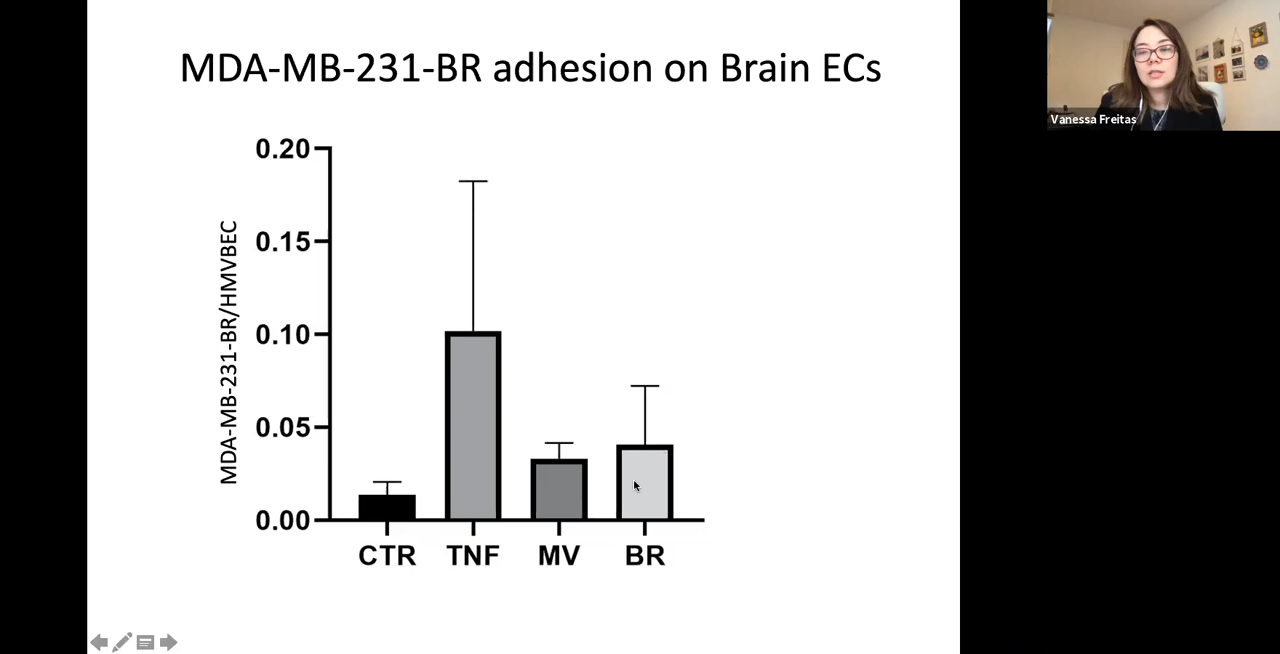 MDA-MB-231-BR adhesion on Brain ECs
Vanessa Freitas
MDA-MB-231-BR/HMVBEC
0.20
0.15
0.10
0.05
0.00
CTR TNF MV BR